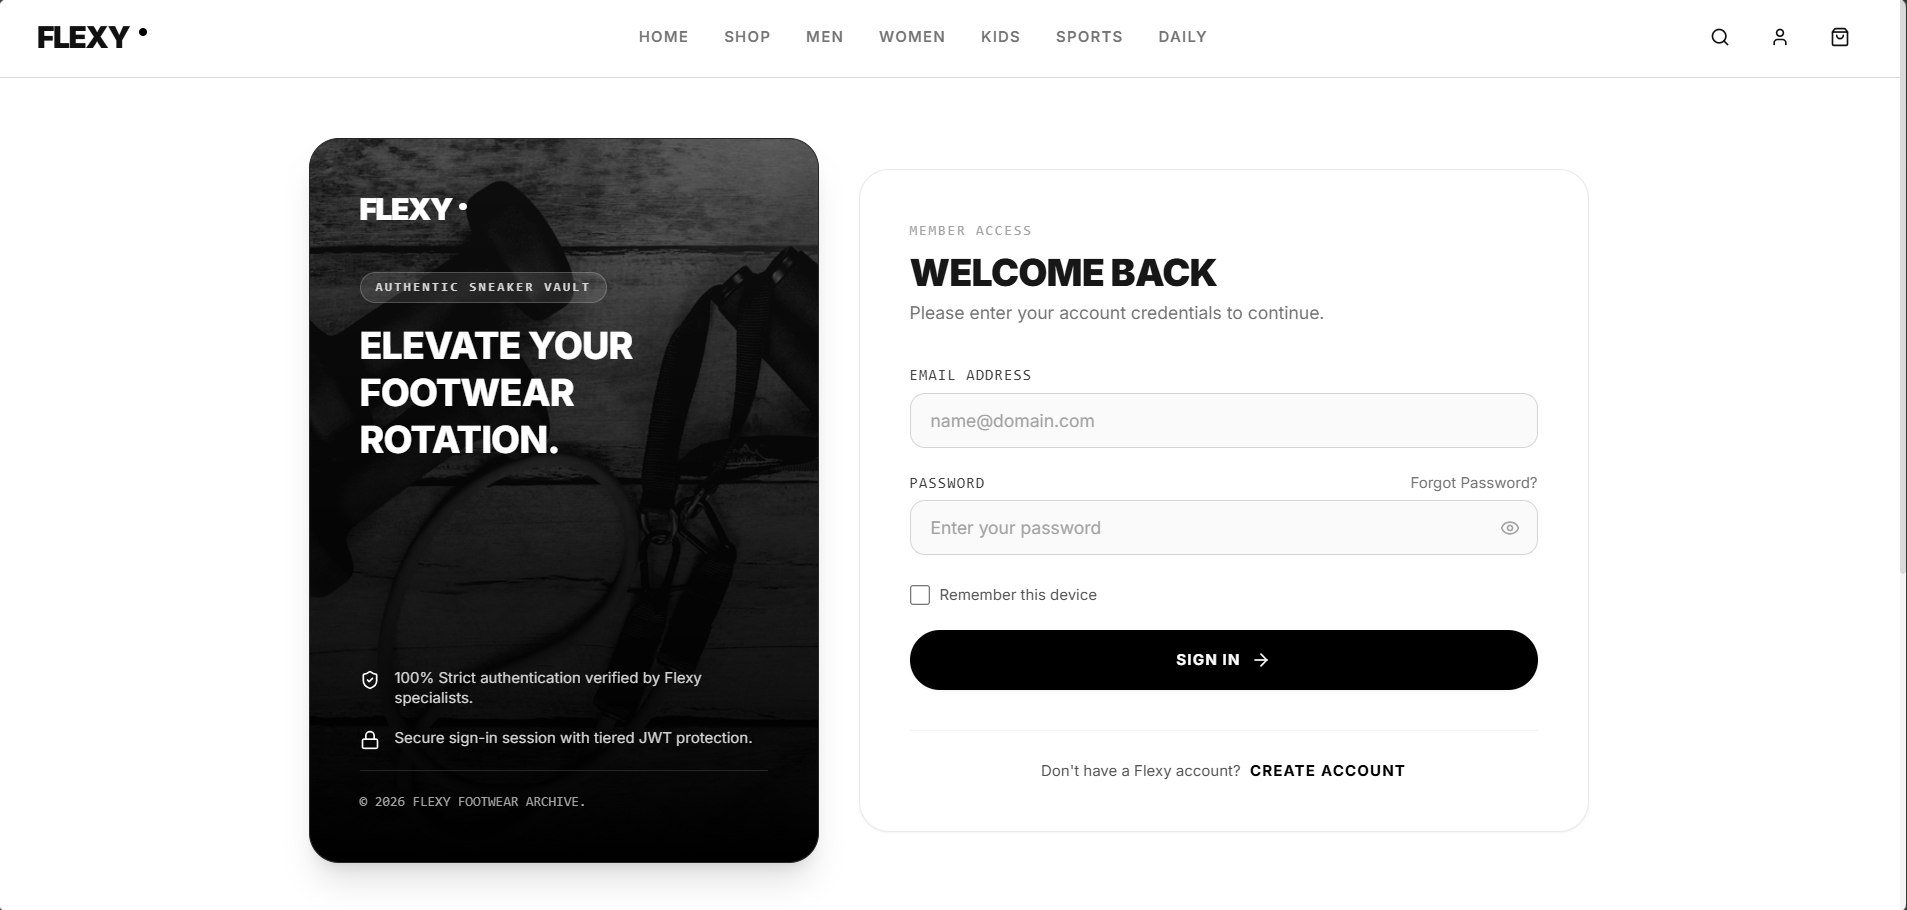 FLEXY
HOME SHOP MEN WOMEN KIDS SPORTS DAILY
FLEXY
AUTHENTIC SNEAKER VAULT
ELEVATE YOUR
FOOTWEAR
ROTATION.
100% Strict authentication verified by Flexy
specialists.
Secure sign-in session with tiered JWT protection.
© 2026 FLEXY FOOTWEAR ARCHIVE.
MEMBER ACCESS
WELCOME BACK
Please enter your account credentials to continue.
EMAIL ADDRESS
name@domain.com
PASSWORD Forgot Password?
Enter your password
Remember this device
SIGN IN →
Don't have a Flexy account? CREATE ACCOUNT